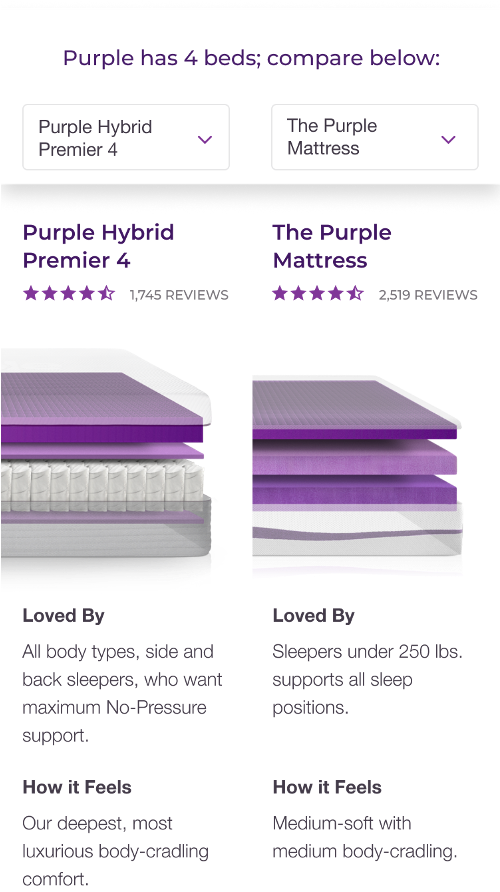 Purple has 4 beds; compare below:
Purple Hybrid
Premier 4
The Purple
Mattress
Purple Hybrid
Premier 4
1,745 REVIEWS
The Purple
Mattress
2,519 REVIEWS
Loved By
All body types, side and
back sleepers, who want
maximum No-Pressure
support.
Loved By
Sleepers under 250 lbs.
supports all sleep
positions.
How it Feels
Our deepest, most
luxurious body-cradling
comfort.
How it Feels
Medium-soft with
medium body-cradling.